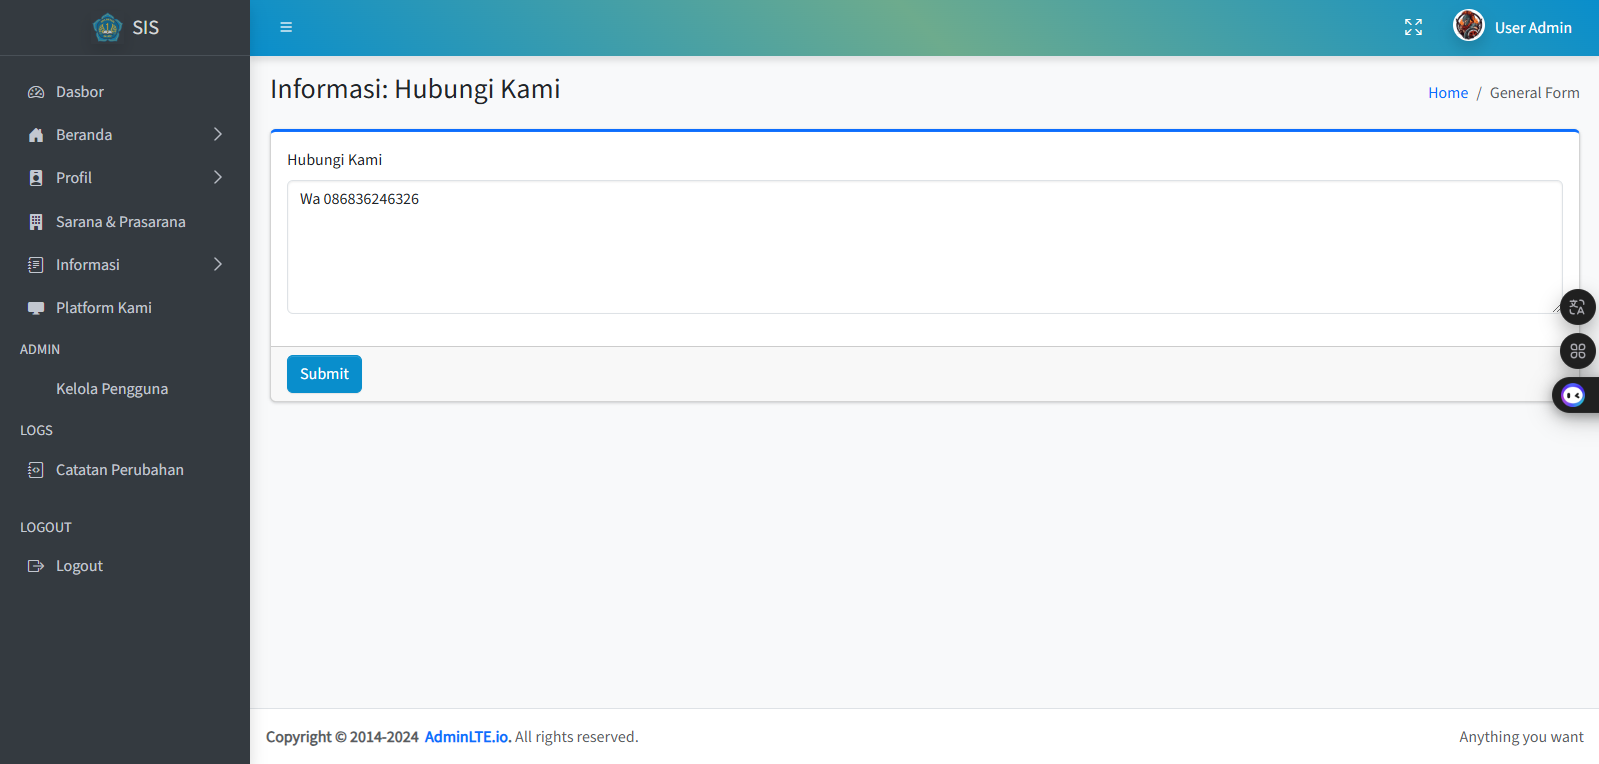 SIS
User Admin
Dasbor
Beranda
Profil
Sarana & Prasarana
Informasi
Platform Kami
ADMIN
Kelola Pengguna
LOGS
Catatan Perubahan
LOGOUT
Logout
Informasi: Hubungi Kami
Home / General Form
Hubungi Kami
Wa 086836246326
Submit
Copyright © 2014-2024 AdminLTE.io. All rights reserved.
Anything you want